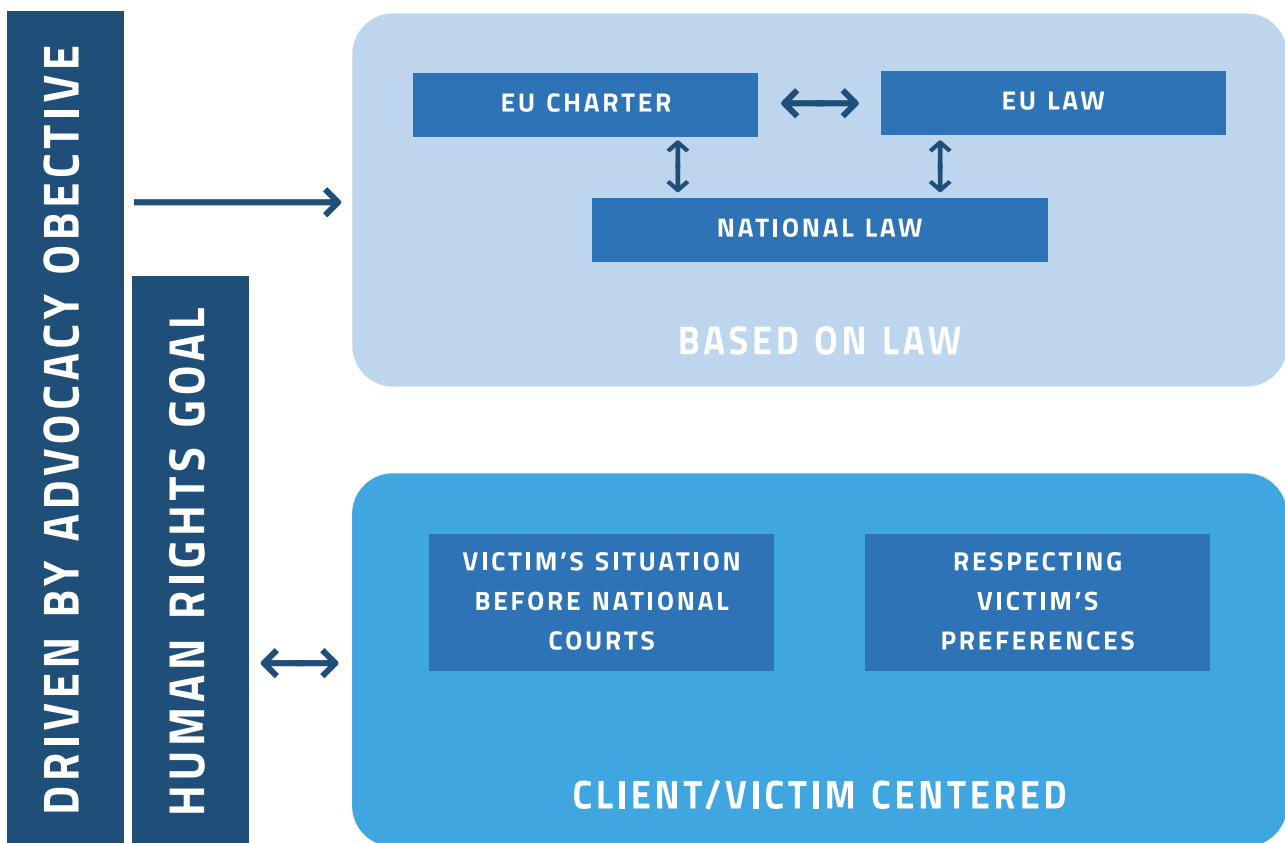 DRIVEN BY ADVOCACY OBECTIVE
HUMAN RIGHTS GOAL
EU CHARTER
EU LAW
NATIONAL LAW
BASED ON LAW
VICTIM’S SITUATION
BEFORE NATIONAL
COURTS
RESPECTING
VICTIM’S
PREFERENCES
CLIENT/VICTIM CENTERED